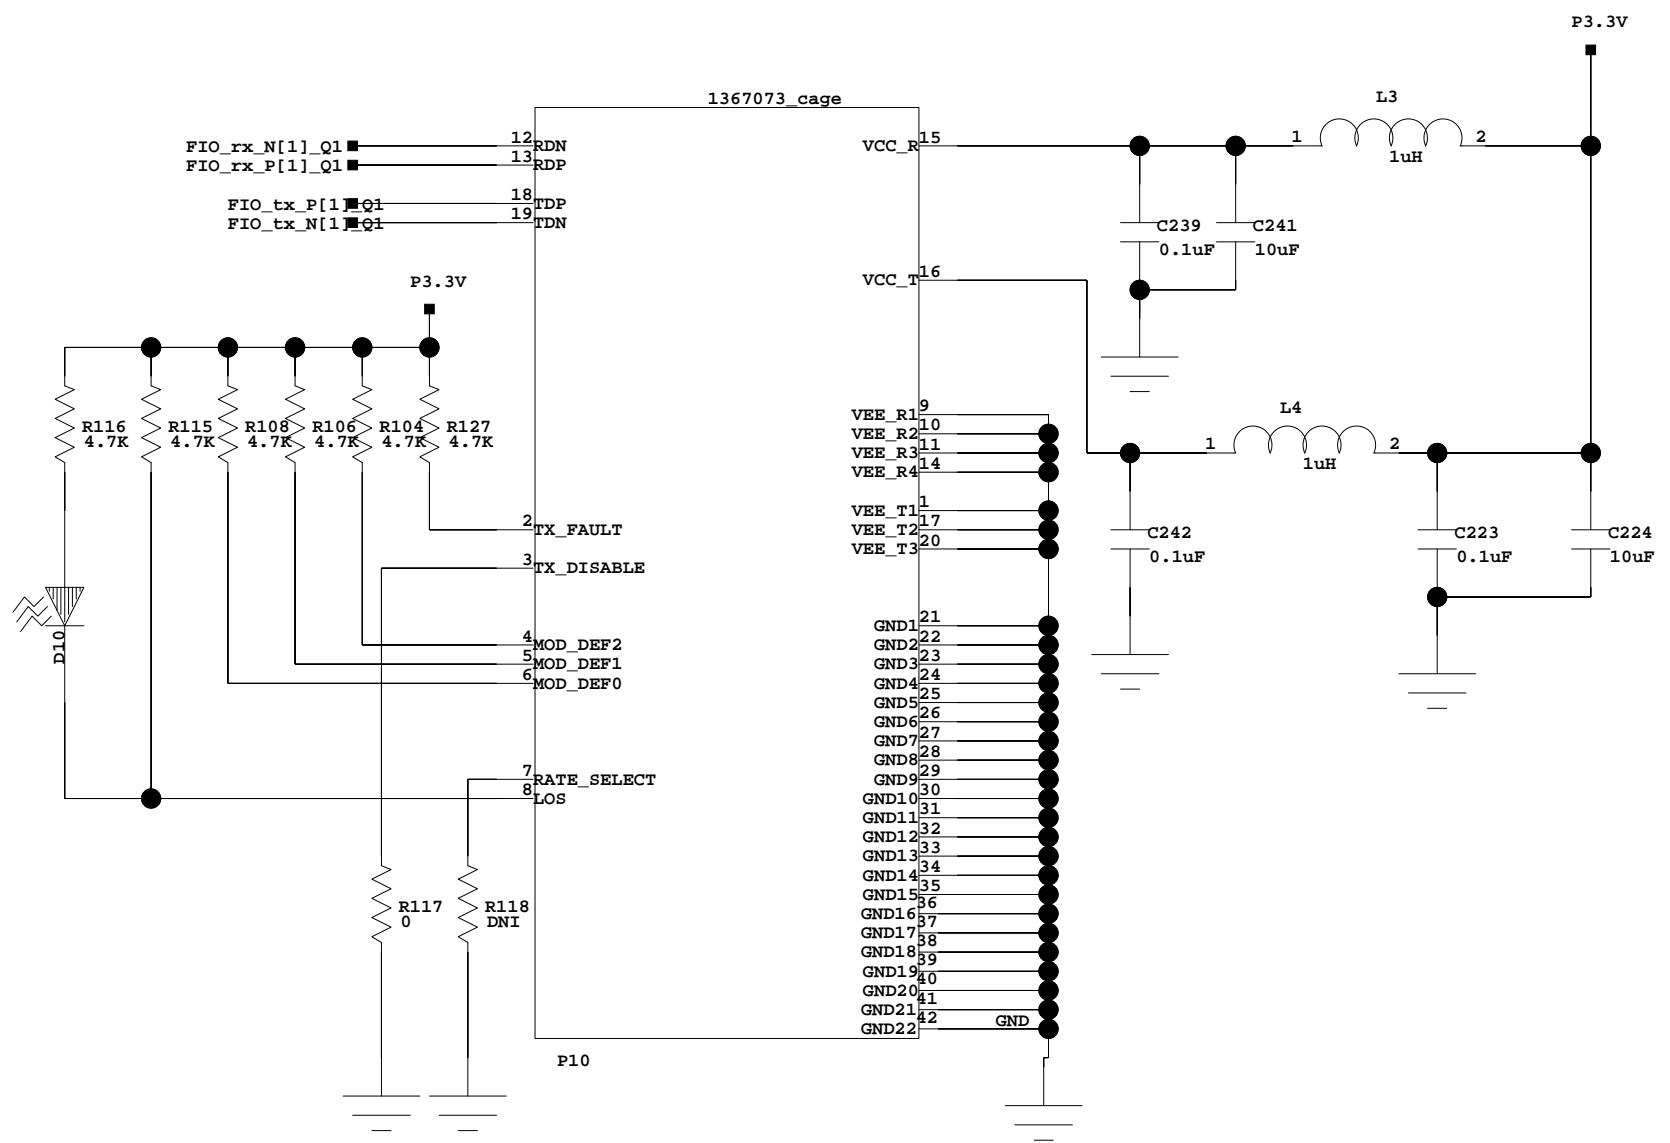 P3.3V
1367073_cage
L3
1
2
1uH
FIO_rx_N[1]_Q1
12
RDN
VCC_R
15
FIO_rx_P[1]_Q1
13
RDP
FIO_tx_P[1]_Q1
18
TDP
FIO_tx_N[1]_Q1
19
TDN
C239
0.1uF
C241
10uF
VCC_T
16
P3.3V
R116
4.7K
R115
4.7K
R108
4.7K
R106
4.7K
R104
4.7K
R127
4.7K
VEE_R1
9
VEE_R2
10
VEE_R3
11
VEE_R4
14
L4
1
2
1uH
VEE_T1
1
VEE_T2
17
VEE_T3
20
2
TX_FAULT
3
TX_DISABLE
C242
0.1uF
C223
0.1uF
C224
10uF
D10
4
MOD_DEF2
5
MOD_DEF1
6
MOD_DEF0
7
RATE_SELECT
8
LOS
GND1
21
GND2
22
GND3
23
GND4
24
GND5
25
GND6
26
GND7
27
GND8
28
GND9
29
GND10
30
GND11
31
GND12
32
GND13
33
GND14
34
GND15
35
GND16
36
GND17
37
GND18
38
GND19
39
GND20
40
GND21
41
GND22
42
GND
R117
0
R118
DNI
P10